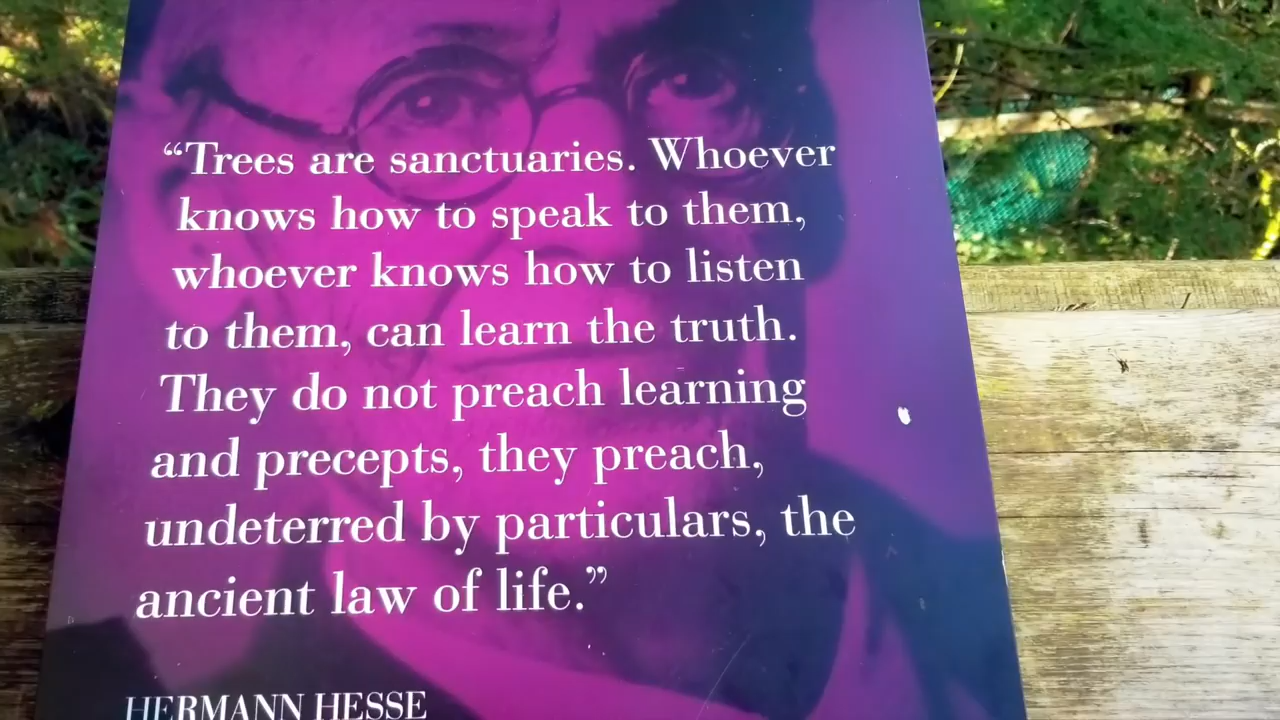 “Trees are sanctuaries. Whoever
knows how to speak to them,
whoever knows how to listen
to them, can learn the truth.
They do not preach learning
and precepts, they preach,
undeterred by particulars, the
ancient law of life.”
HERMANN HESSE